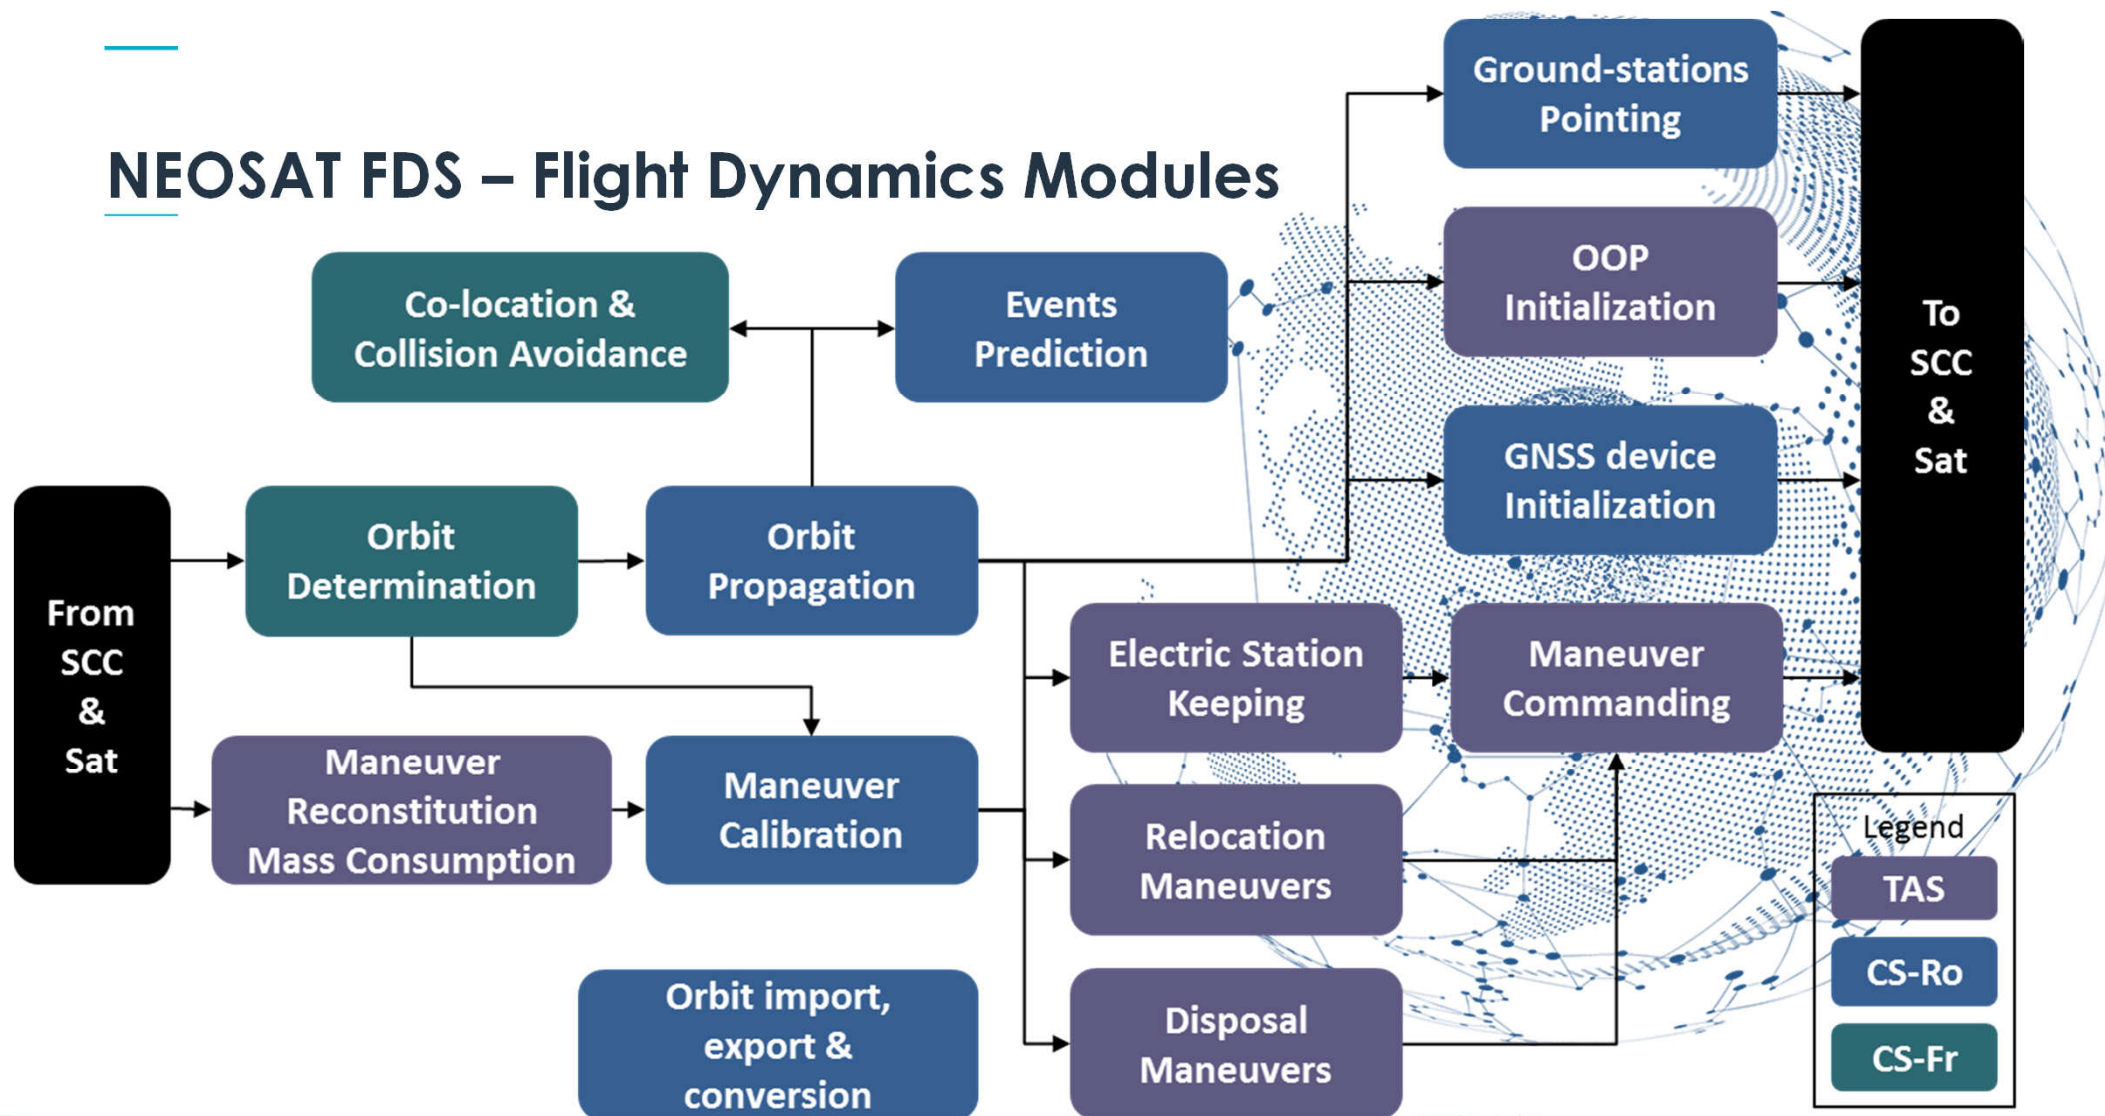 NEOSAT FDS – Flight Dynamics Modules
Ground-stations
Pointing
OOP
Initialization
Co-location &
Collision Avoidance
Events
Prediction
To
SCC
&
Sat
GNSS device
Initialization
From
SCC
&
Sat
Orbit
Determination
Orbit
Propagation
Electric Station
Keeping
Maneuver
Commanding
Maneuver
Reconstitution
Mass Consumption
Maneuver
Calibration
Relocation
Maneuvers
Orbit import,
export &
conversion
Disposal
Maneuvers
Legend
TAS
CS-Ro
CS-Fr